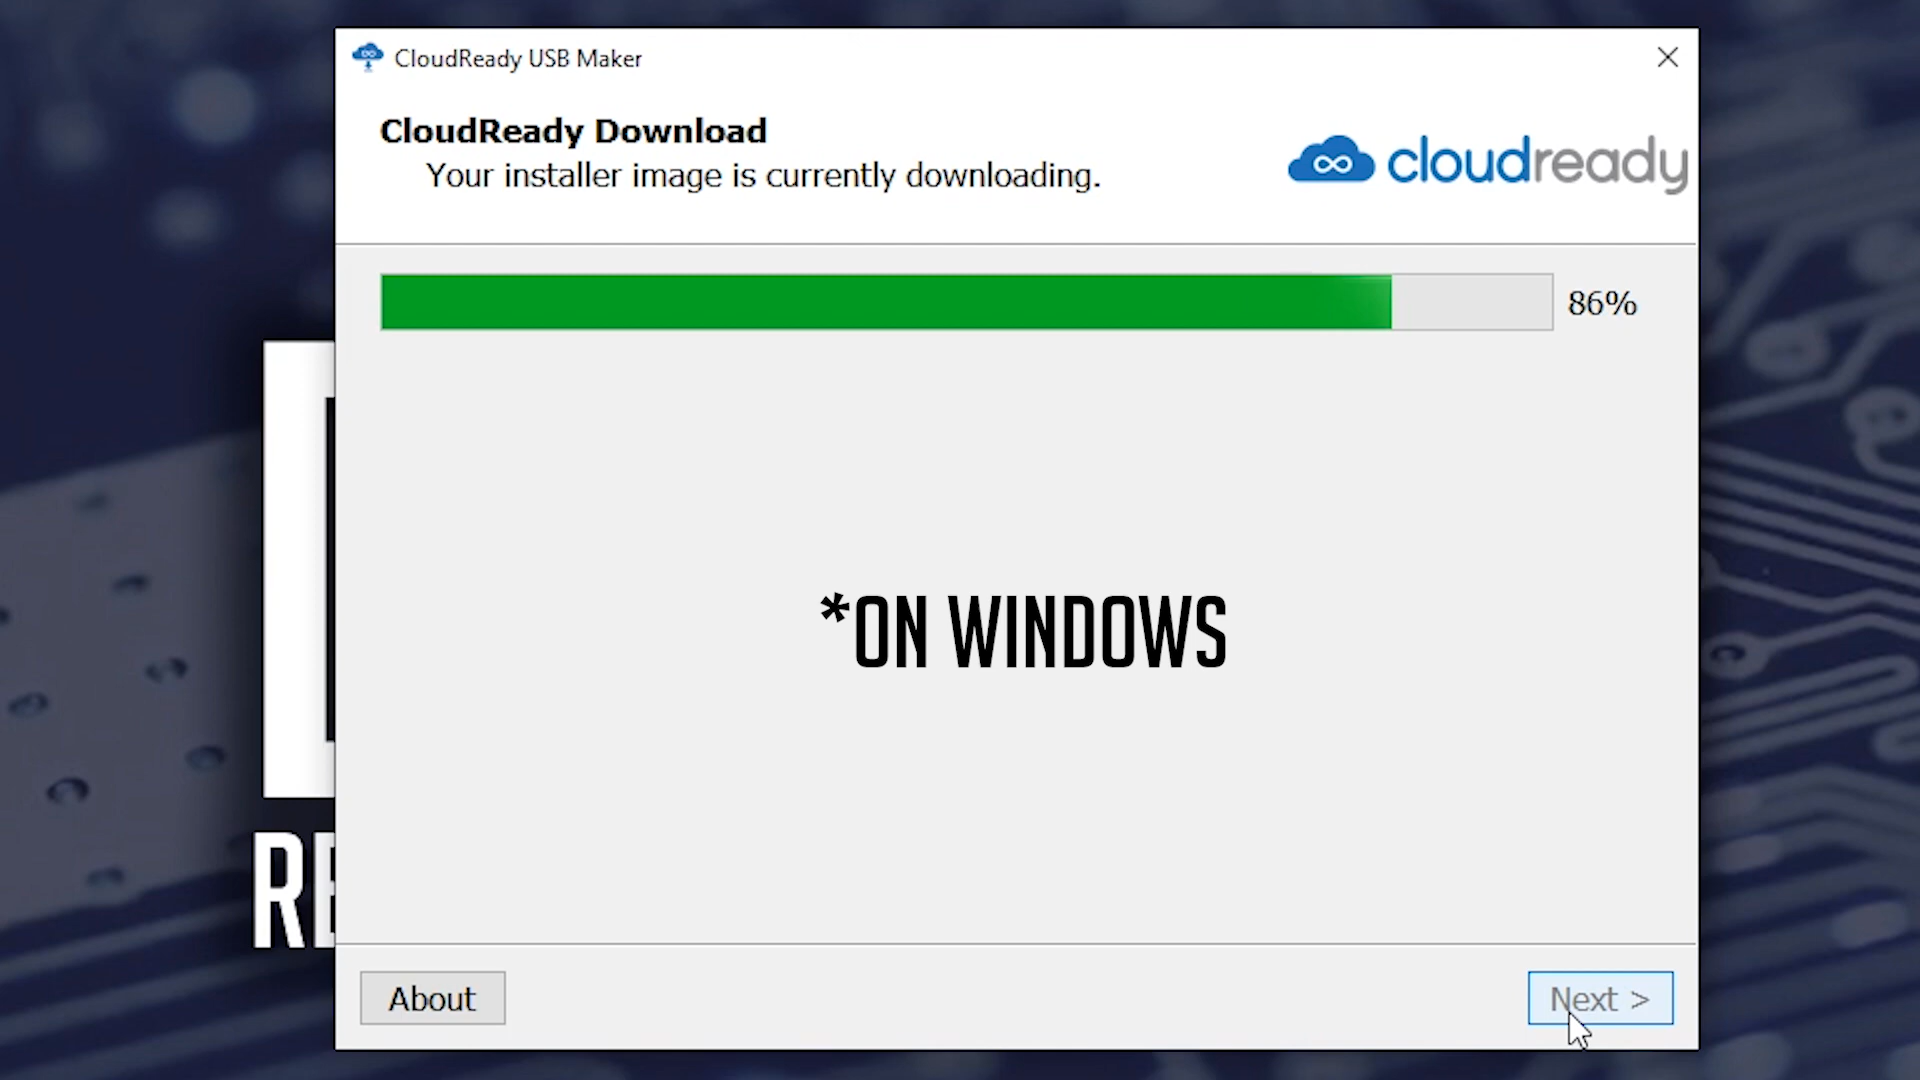 CloudReady USB Maker
CloudReady Download
Your installer image is currently downloading.
cloudready
86%
*ON WINDOWS
RE
About
Next >